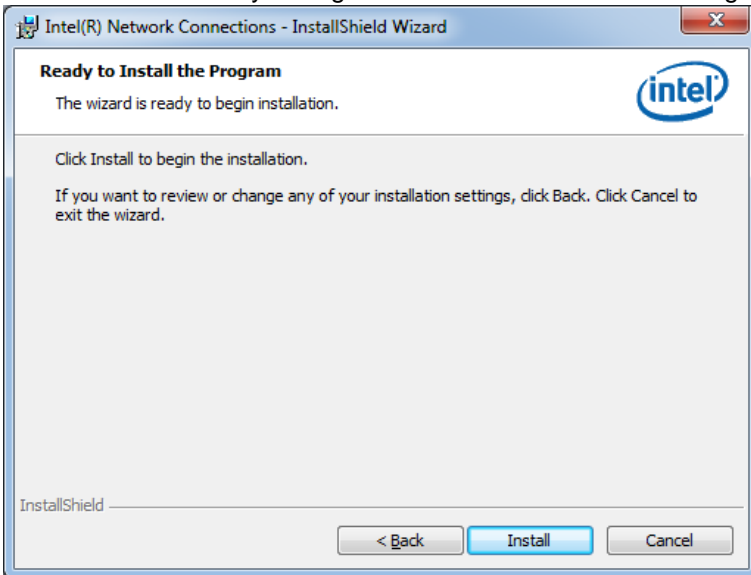 Intel(R) Network Connections - InstallShield Wizard
Ready to Install the Program
The wizard is ready to begin installation.
intel
Click Install to begin the installation.
If you want to review or change any of your installation settings, click Back. Click Cancel to
exit the wizard.
InstallShield
< Back
Install
Cancel